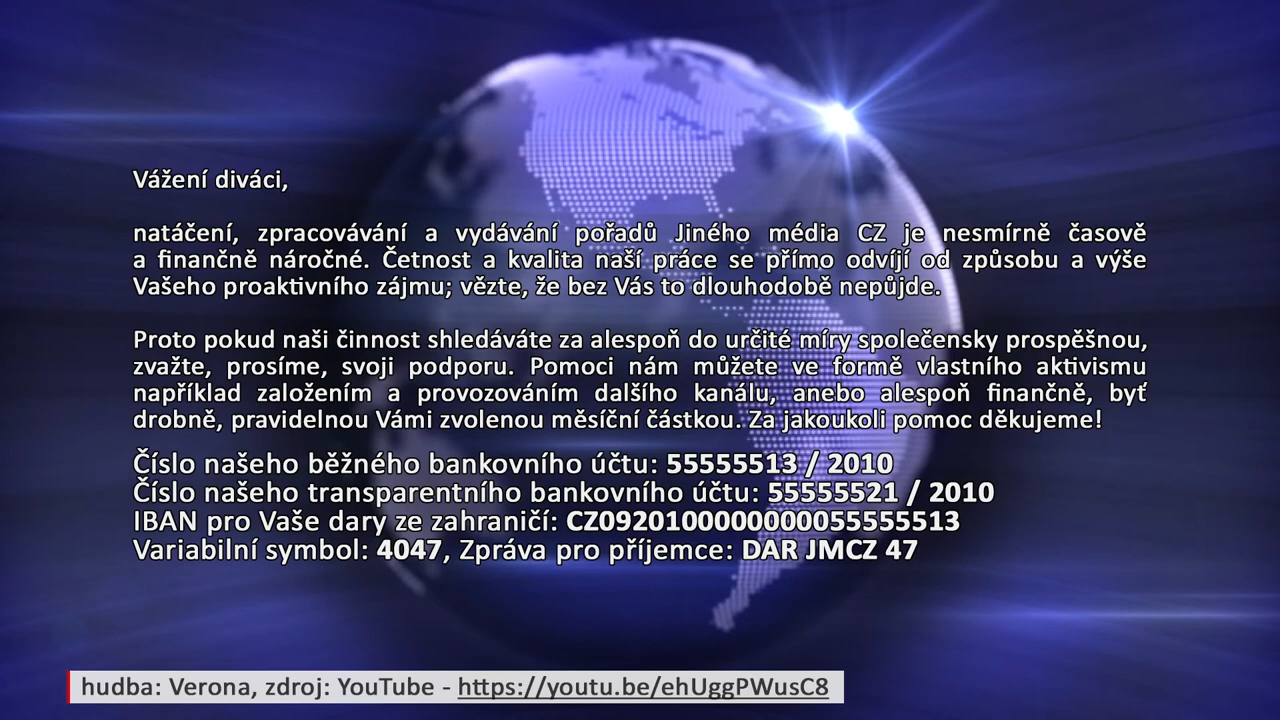 Vážení diváci,
natáčení, zpracovávání a vydávání pořadů Jiného média CZ je nesmírně časově
a finančně náročné. Četnost a kvalita naší práce se přímo odvíjí od způsobu a výše
Vašeho proaktivního zájmu; vězte, že bez Vás to dlouhodobě nepůjde.
Proto pokud naši činnost shledáváte za alespoň do určité míry společensky prospěšnou,
zvažte, prosíme, svoji podporu. Pomoci nám můžete ve formě vlastního aktivismu
například založením a provozováním dalšího kanálu, anebo alespoň finančně, byť
drobně, pravidelnou Vámi zvolenou měsíční částkou. Za jakoukoli pomoc děkujeme!
Číslo našeho běžného bankovního účtu: 55555513 / 2010
Číslo našeho transparentního bankovního účtu: 55555521 / 2010
IBAN pro Vaše dary ze zahraničí: CZ0920100000000055555513
Variabilní symbol: 4047, Zpráva pro příjemce: DAR JMCZ 47
hudba: Verona, zdroj: YouTube - https://youtu.be/ehUggPWusC8